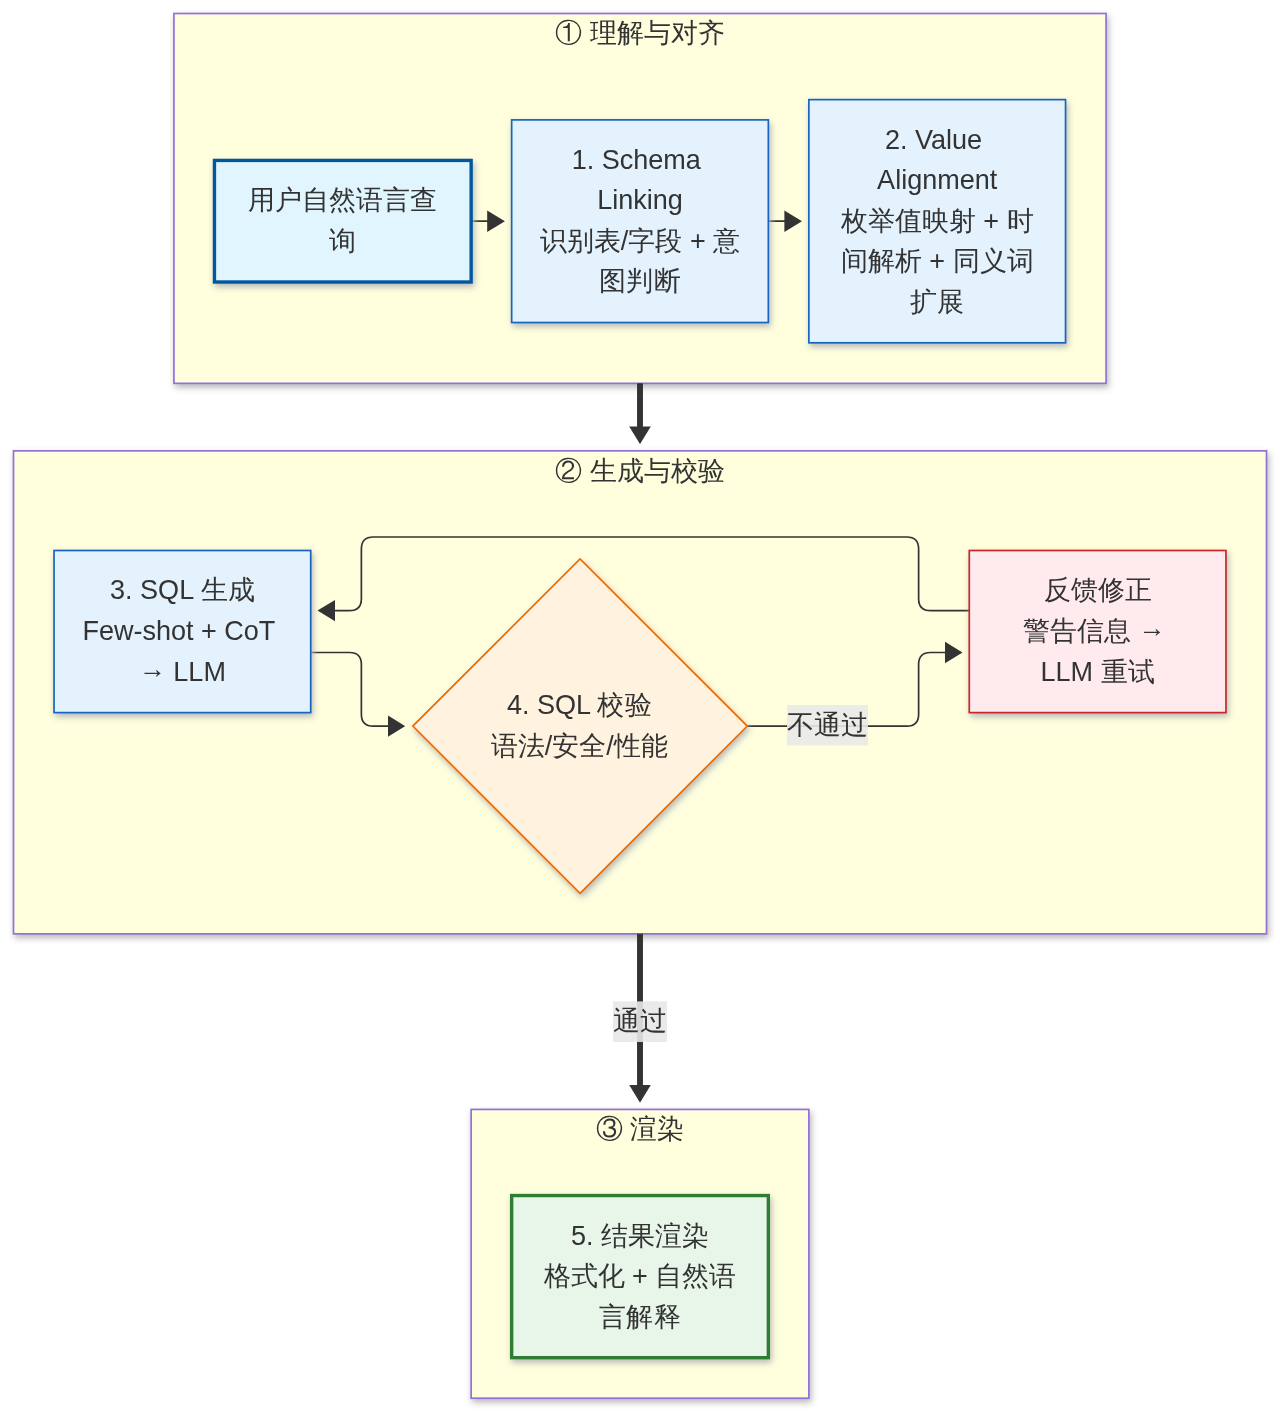 ① 理解与对齐
用户自然语言查
询
1. Schema
Linking
识别表/字段 + 意
图判断
2. Value
Alignment
枚举值映射 + 时
间解析 + 同义词
扩展
② 生成与校验
3. SQL 生成
Few-shot + CoT
→ LLM
4. SQL 校验
语法/安全/性能
不通过
反馈修正
警告信息 →
LLM 重试
通过
③ 渲染
5. 结果渲染
格式化 + 自然语
言解释